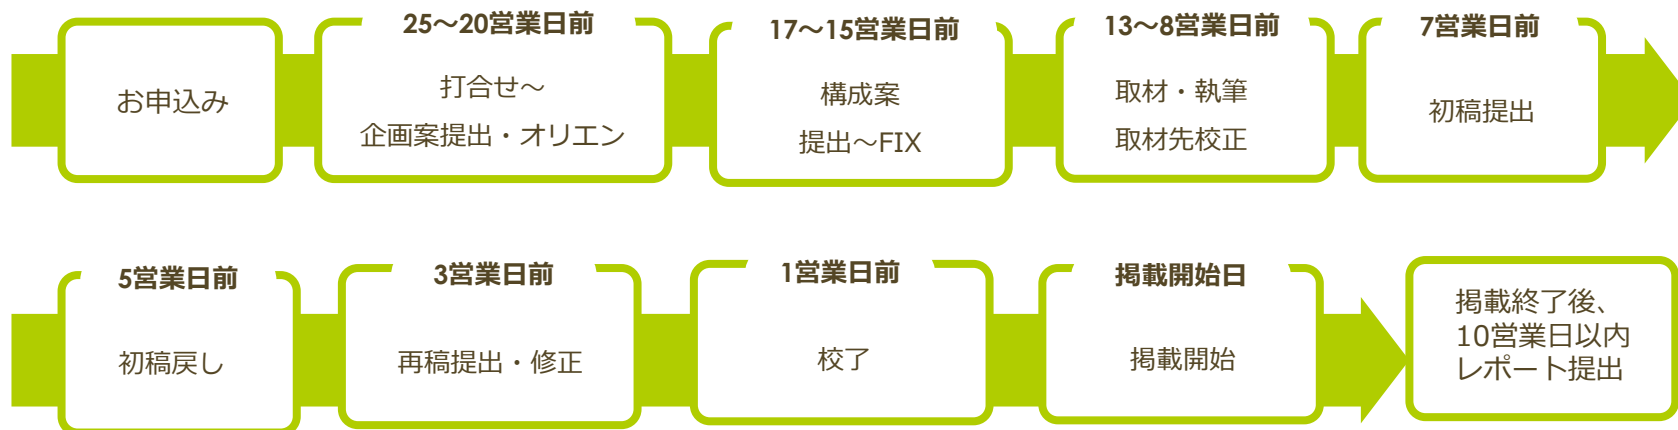 お申込み
25～20営業日前
打合せ～
企画案提出・オリエン
17～15営業日前
構成案
提出～FIX
13～8営業日前
取材・執筆
取材先校正
7営業日前
初稿提出
5営業日前
初稿戻し
3営業日前
再稿提出・修正
1営業日前
校了
掲載開始日
掲載開始
掲載終了後、
10営業日以内
レポート提出